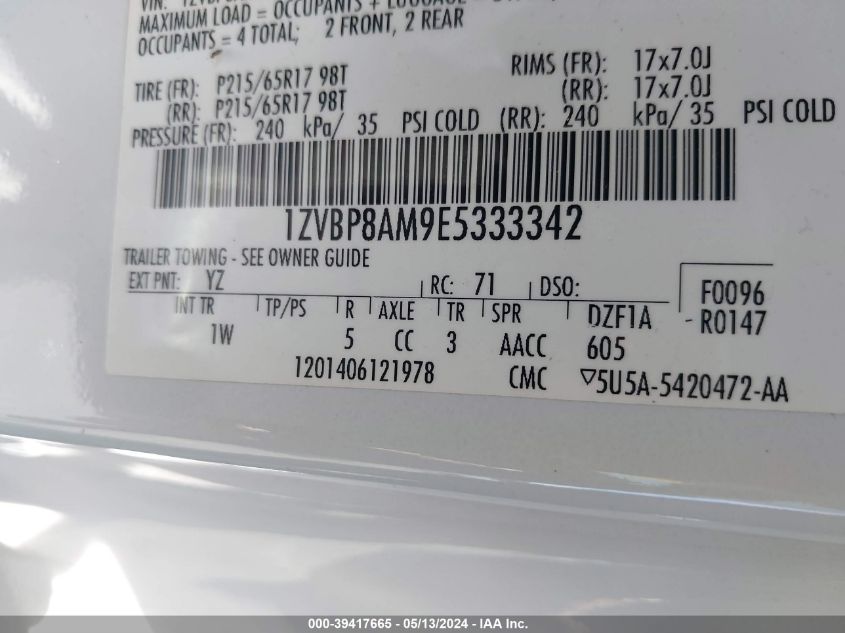 VIN:
MAXIMUM LOAD = OCCUPANTS +
OCCUPANTS = 4 TOTAL; 2 FRONT, 2 REAR
TIRE (FR): P215/65R17 98T RIMS (FR): 17x7.0J
(RR): P215/65R17 98T (RR): 17x7.0J
PRESSURE (FR): 240 kPa/ 35 PSI COLD (RR): 240 kPa/ 35 PSI COLD
1ZVBP8AM9E5333342
TRAILER TOWING - SEE OWNER GUIDE
EXT PNT: YZ RC: 71 DSO: F0096
INT TR TP/PS R AXLE TR SPR DZF1A - R0147
1W 5 CC 3 AACC 605
1201406121978 CMC ▽5U5A-5420472-AA
000-39417665 - 05/13/2024 - IAA Inc.